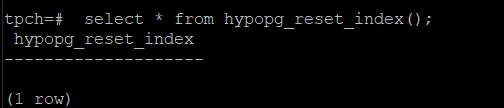 tpch=#  select * from hypopg_reset_index();
 hypopg_reset_index
--------------------

(1 row)